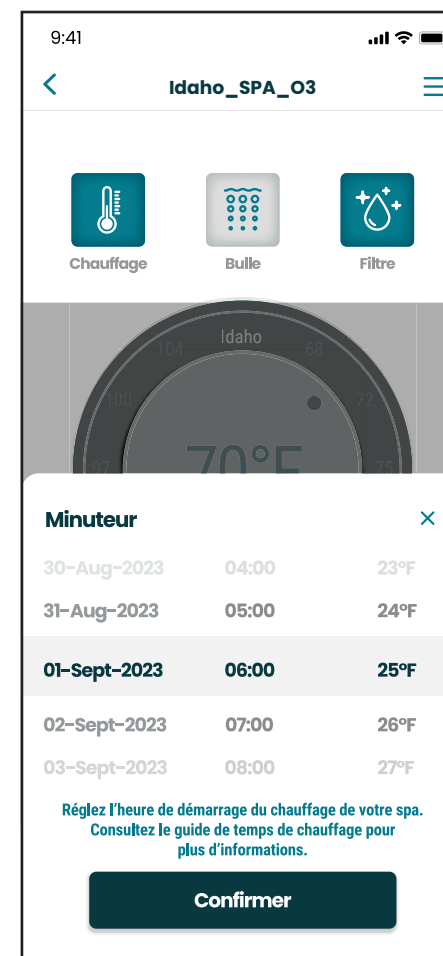 9:41
Idaho_SPA_O3
Chauffage Bulle Filtre
Idaho
104 68
100 72
70°F
97 75
Minuteur
30-Aug-2023 04:00 23°F
31-Aug-2023 05:00 24°F
01-Sept-2023 06:00 25°F
02-Sept-2023 07:00 26°F
03-Sept-2023 08:00 27°F
Réglez l'heure de démarrage du chauffage de votre spa.
Consultez le guide de temps de chauffage pour
plus d'informations.
Confirmer